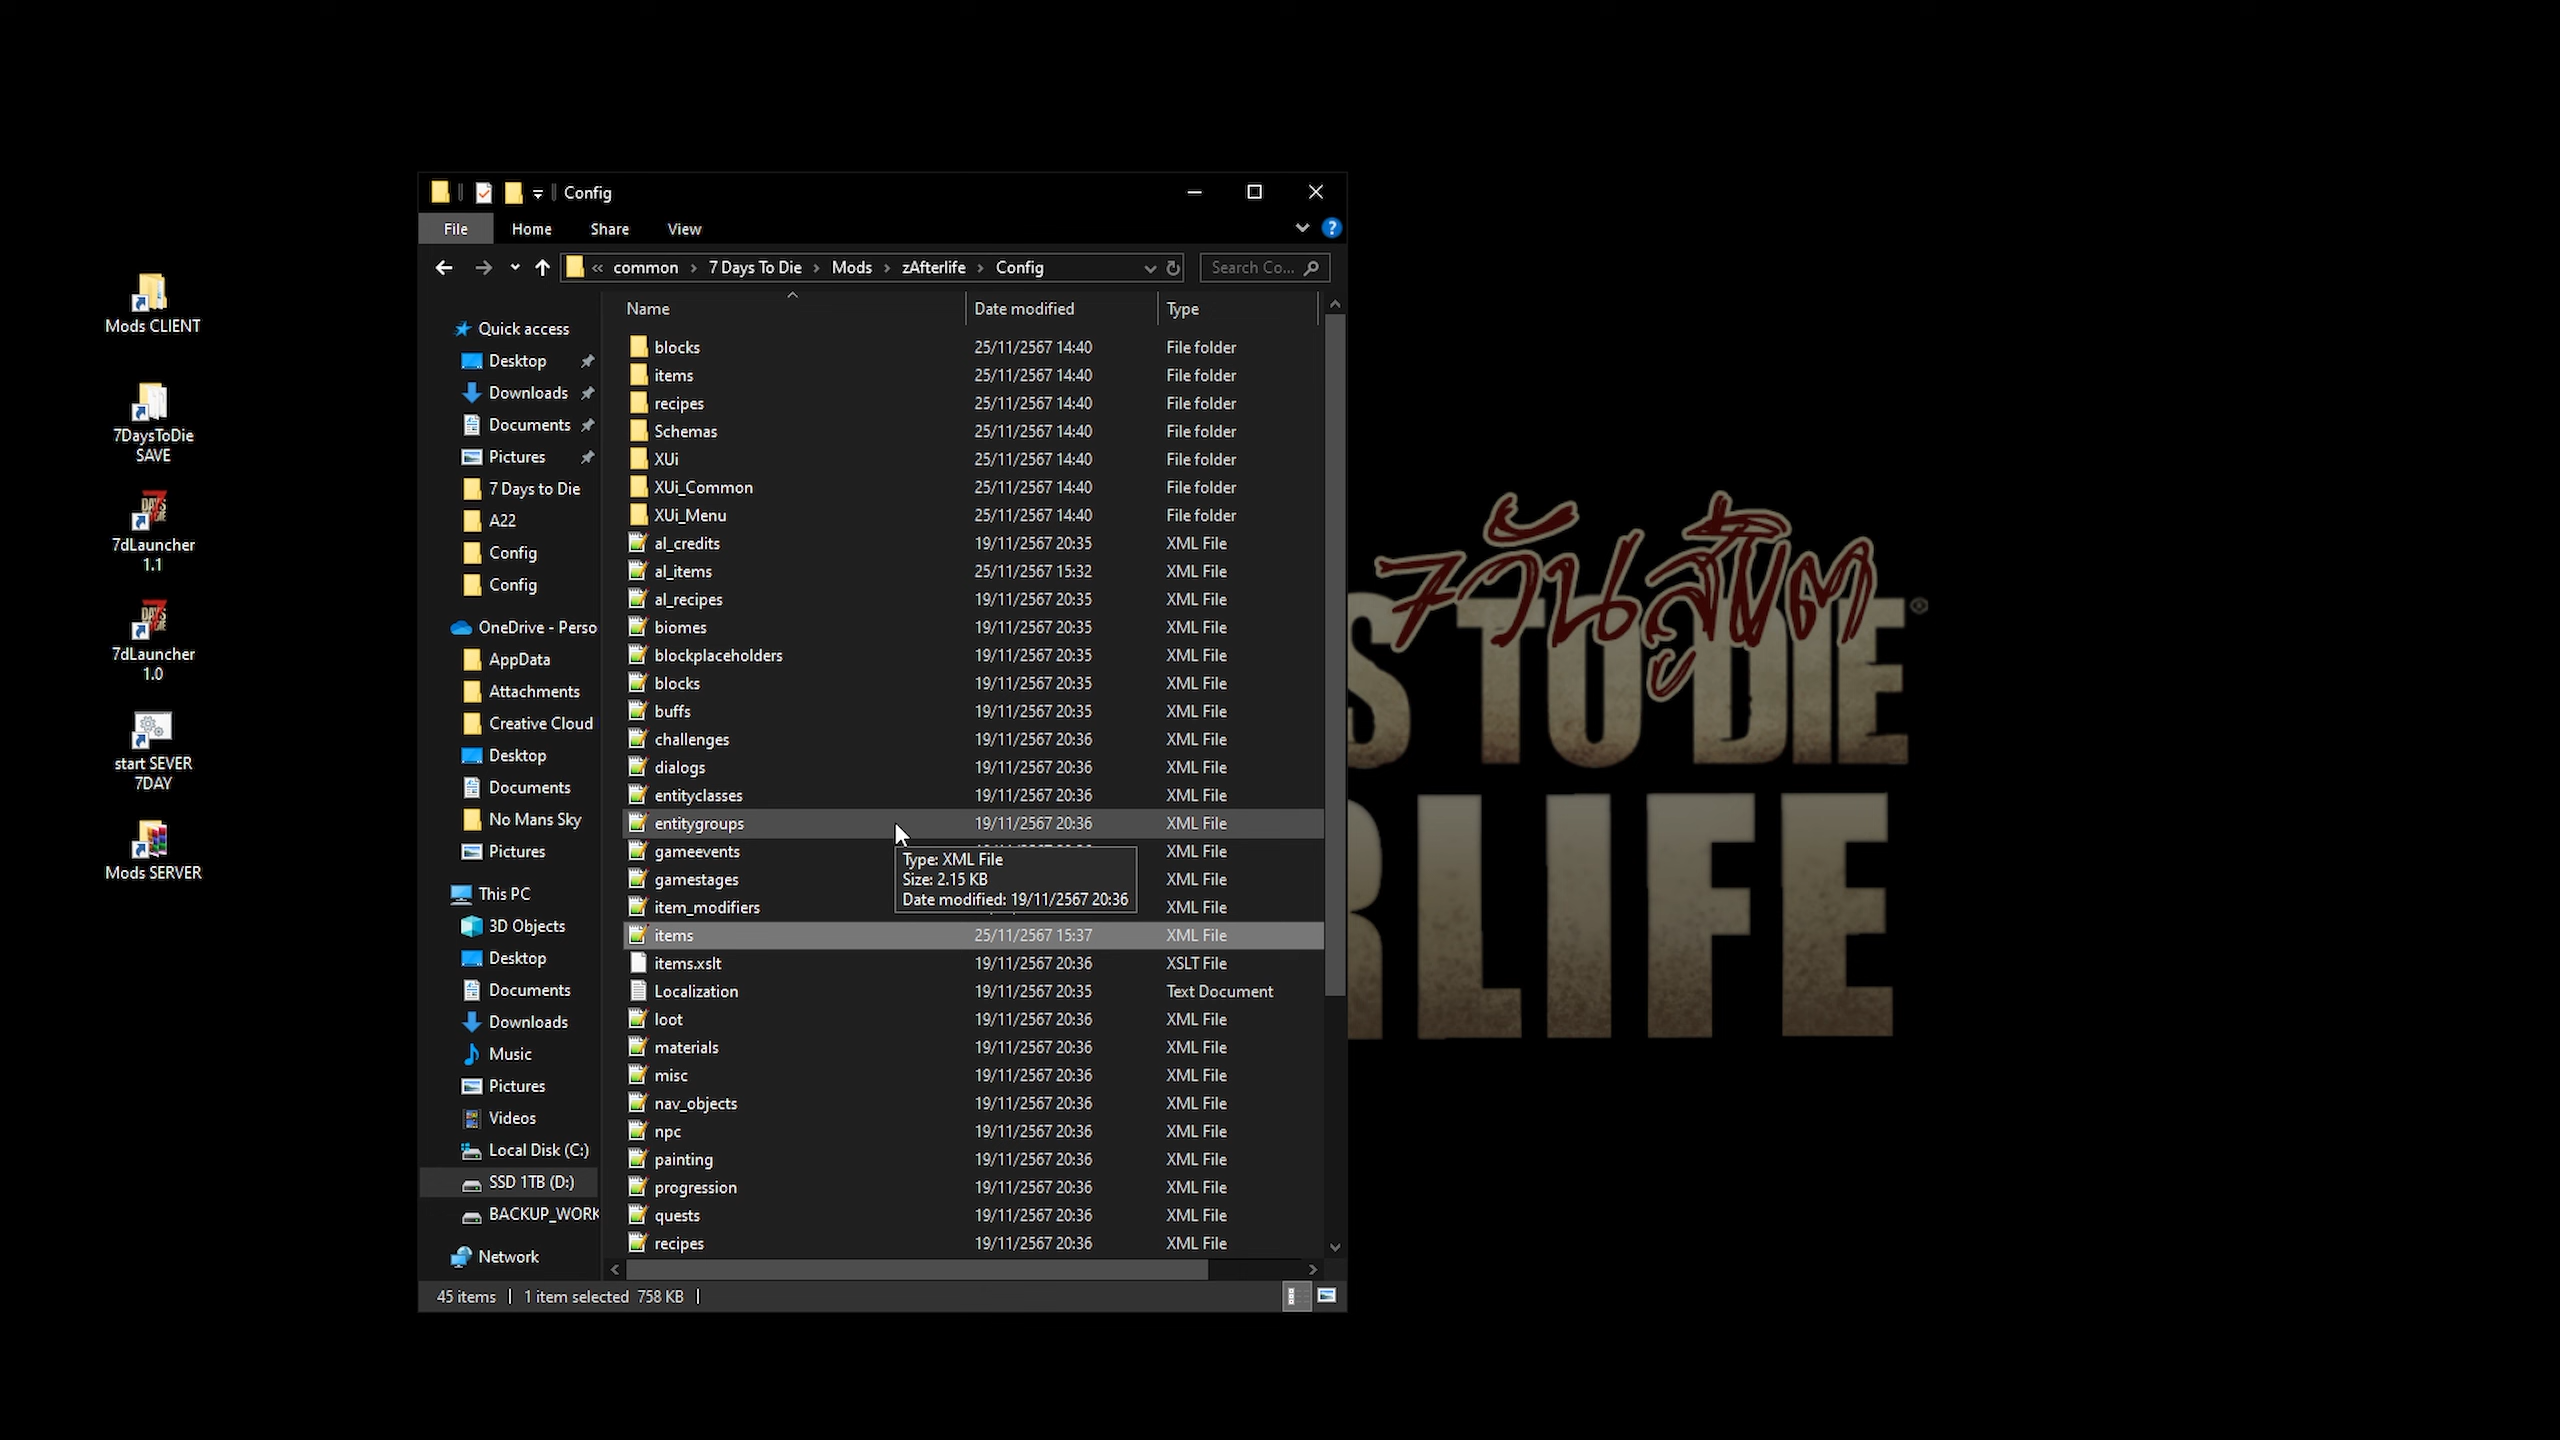 Config
File Home Share View
« common › 7 Days To Die › Mods › zAfterlife › Config
Search Co...
Name Date modified Type
Mods CLIENT
7DaysToDie
SAVE
7dLauncher
1.1
7dLauncher
1.0
start SEVER
7DAY
Mods SERVER
Quick access
Desktop
Downloads
Documents
Pictures
7 Days to Die
A22
Config
Config
OneDrive - Perso
AppData
Attachments
Creative Cloud
Desktop
Documents
No Mans Sky
Pictures
This PC
3D Objects
Desktop
Documents
Downloads
Music
Pictures
Videos
Local Disk (C:)
SSD 1TB (D:)
BACKUP_WORK
Network
blocks 25/11/2567 14:40 File folder
items 25/11/2567 14:40 File folder
recipes 25/11/2567 14:40 File folder
Schemas 25/11/2567 14:40 File folder
XUi 25/11/2567 14:40 File folder
XUi_Common 25/11/2567 14:40 File folder
XUi_Menu 25/11/2567 14:40 File folder
al_credits 19/11/2567 20:35 XML File
al_items 25/11/2567 15:32 XML File
al_recipes 19/11/2567 20:35 XML File
biomes 19/11/2567 20:35 XML File
blockplaceholders 19/11/2567 20:35 XML File
blocks 19/11/2567 20:35 XML File
buffs 19/11/2567 20:35 XML File
challenges 19/11/2567 20:36 XML File
dialogs 19/11/2567 20:36 XML File
entityclasses 19/11/2567 20:36 XML File
entitygroups 19/11/2567 20:36 XML File
gameevents XML File
gamestages XML File
item_modifiers XML File
Type: XML File
Size: 2.15 KB
Date modified: 19/11/2567 20:36
items 25/11/2567 15:37 XML File
items.xslt 19/11/2567 20:36 XSLT File
Localization 19/11/2567 20:35 Text Document
loot 19/11/2567 20:36 XML File
materials 19/11/2567 20:36 XML File
misc 19/11/2567 20:36 XML File
nav_objects 19/11/2567 20:36 XML File
npc 19/11/2567 20:36 XML File
painting 19/11/2567 20:36 XML File
progression 19/11/2567 20:36 XML File
quests 19/11/2567 20:36 XML File
recipes 19/11/2567 20:36 XML File
45 items 1 item selected 758 KB
S TO DIE ®
RLIFE